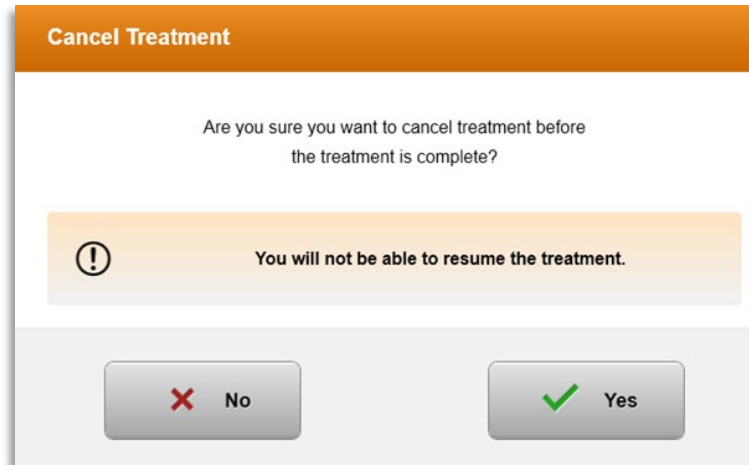 Cancel Treatment
Are you sure you want to cancel treatment before
the treatment is complete?
You will not be able to resume the treatment.
No
Yes